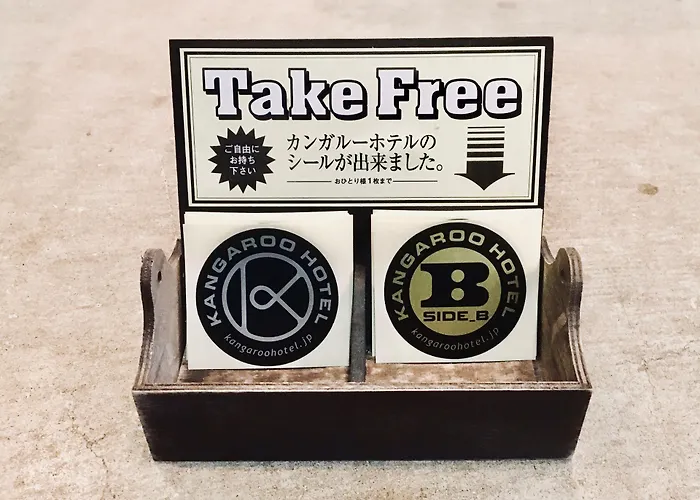 Take Free
ご自由に
お持ち
下さい
カンガルーホテルの
シールが出来ました。
おひとり様1枚まで
KANGAROO HOTEL
kangaroohotel.jp
KANGAROO HOTEL
B
SIDE_B
kangaroohotel.jp